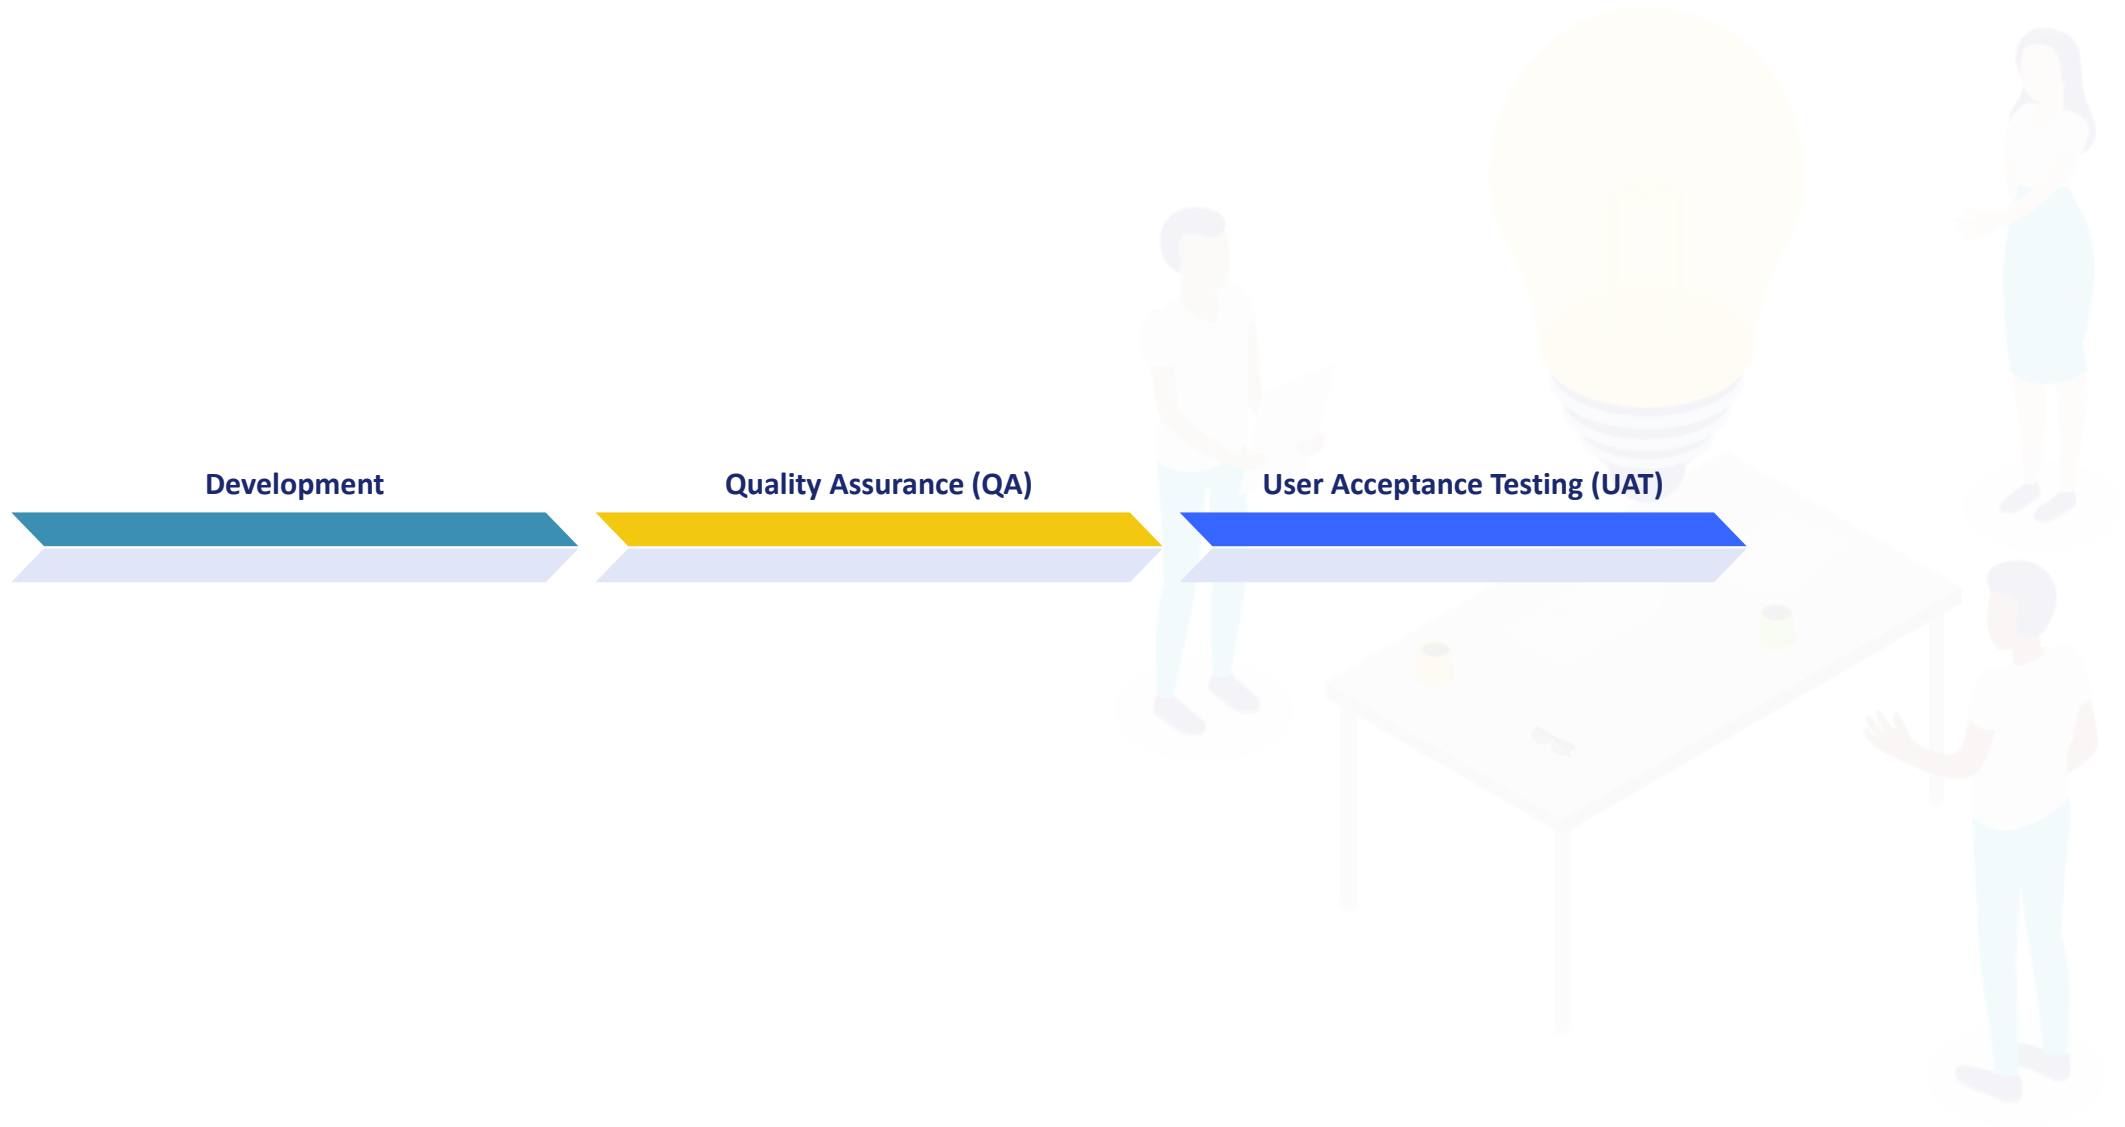 Development
Quality Assurance (QA)
User Acceptance Testing (UAT)